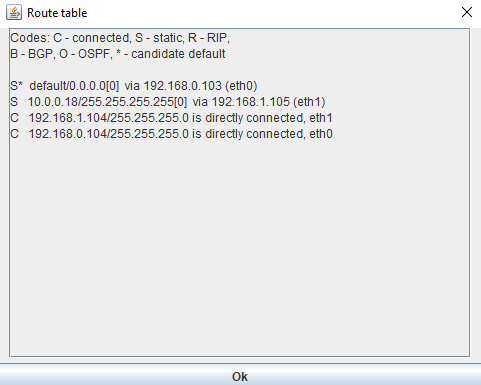 Route table
Codes: C - connected, S - static, R - RIP,
B - BGP, O - OSPF, * - candidate default
S* default/0.0.0.0[0] via 192.168.0.103 (eth0)
S 10.0.0.18/255.255.255.255[0] via 192.168.1.105 (eth1)
C 192.168.1.104/255.255.255.0 is directly connected, eth1
C 192.168.0.104/255.255.255.0 is directly connected, eth0
Ok